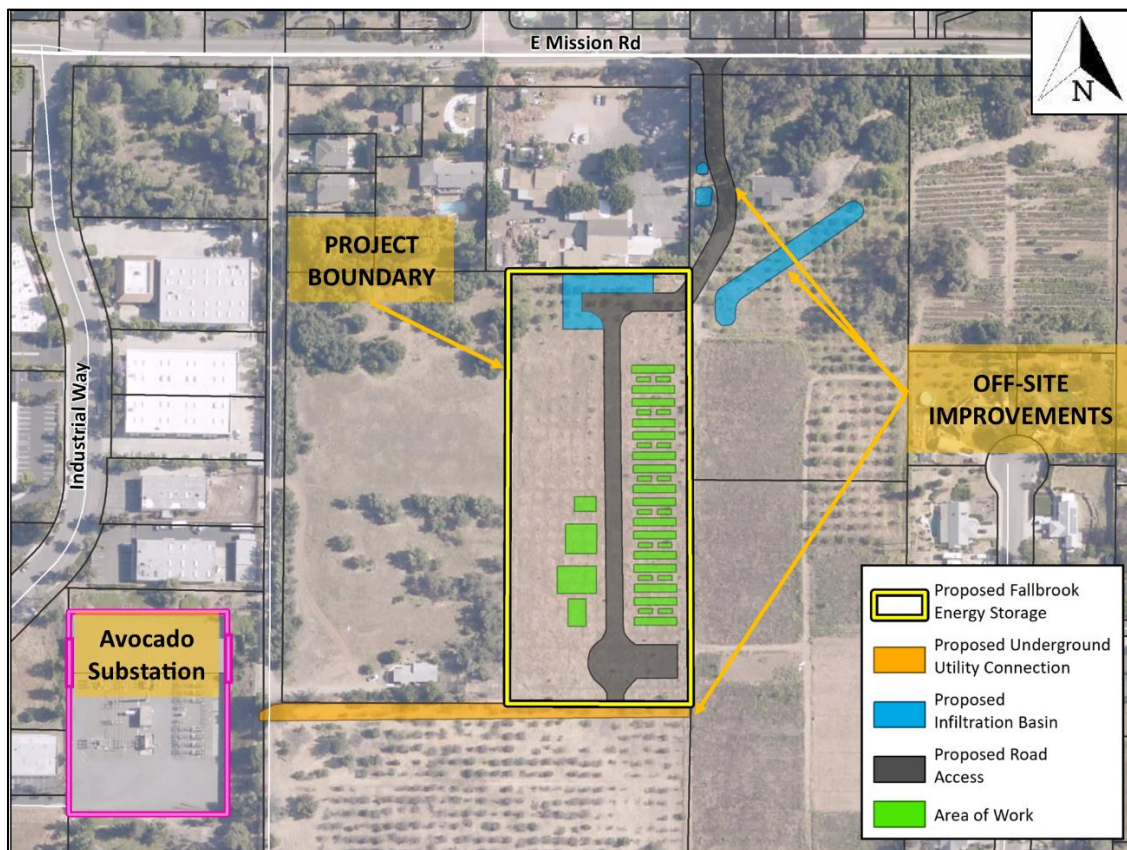 E Mission Rd
N
PROJECT
BOUNDARY
OFF-SITE
IMPROVEMENTS
Industrial Way
Avocado
Substation
Proposed Fallbrook
Energy Storage
Proposed Underground
Utility Connection
Proposed
Infiltration Basin
Proposed Road
Access
Area of Work